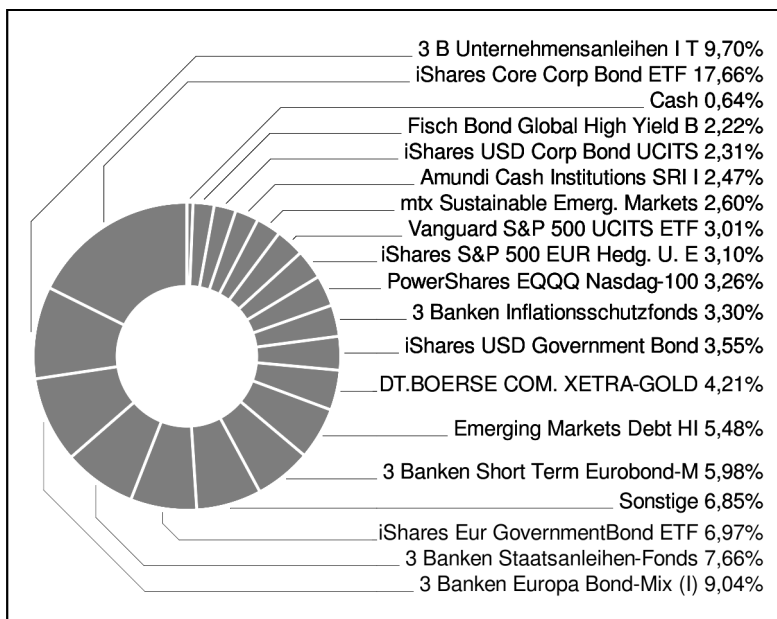 3 B Unternehmensanleihen I T 9,70%
iShares Core Corp Bond ETF 17,66%
Cash 0,64%
Fisch Bond Global High Yield B 2,22%
iShares USD Corp Bond UCITS 2,31%
Amundi Cash Institutions SRI I 2,47%
mtx Sustainable Emerg. Markets 2,60%
Vanguard S&P 500 UCITS ETF 3,01%
iShares S&P 500 EUR Hedg. U. E 3,10%
PowerShares EQQQ Nasdag-100 3,26%
3 Banken Inflationsschutzfonds 3,30%
iShares USD Government Bond 3,55%
DT.BOERSE COM. XETRA-GOLD 4,21%
Emerging Markets Debt HI 5,48%
3 Banken Short Term Eurobond-M 5,98%
Sonstige 6,85%
iShares Eur GovernmentBond ETF 6,97%
3 Banken Staatsanleihen-Fonds 7,66%
3 Banken Europa Bond-Mix (I) 9,04%